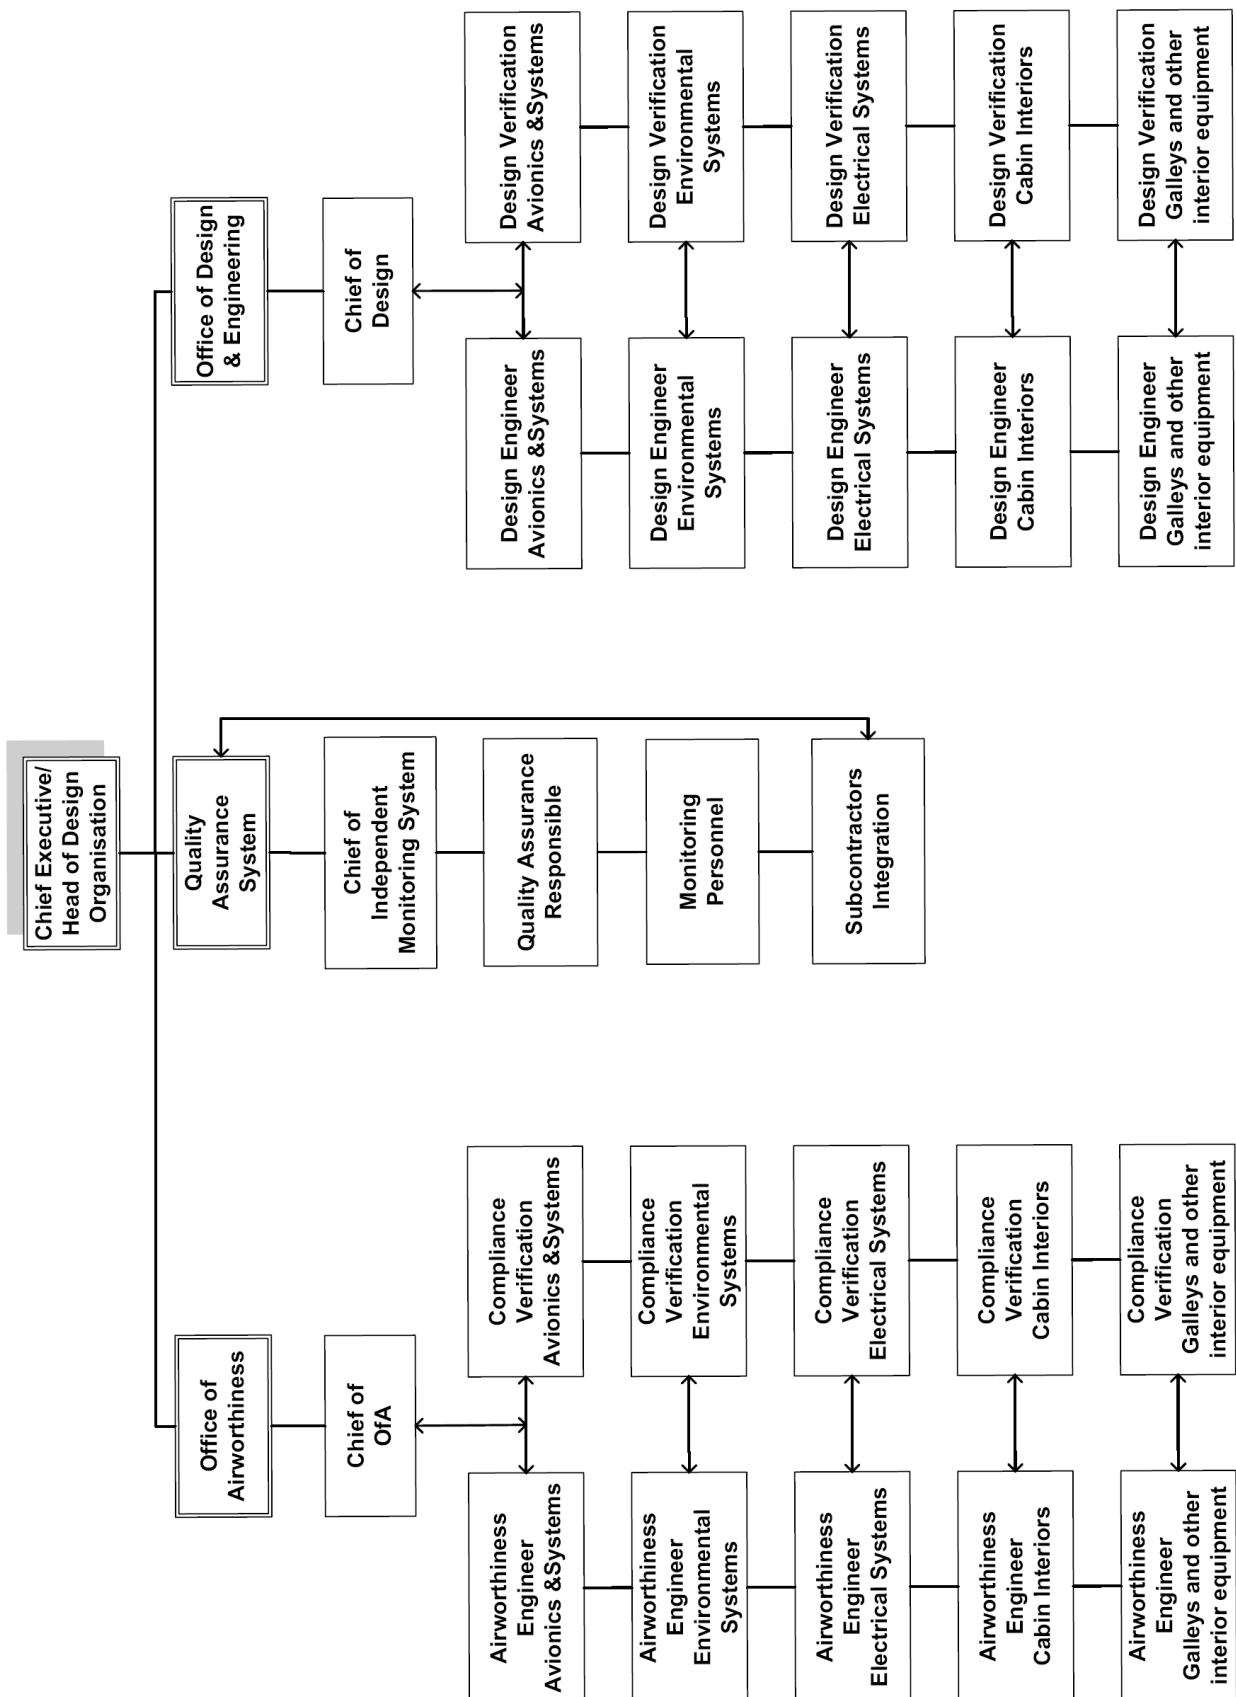 Chief Executive/
Head of Design
Organisation
Office of
Airworthiness
Quality
Assurance
System
Office of Design
& Engineering
Chief of
OfA
Chief of
Independent
Monitoring System
Chief of
Design
Airworthiness
Engineer
Avionics &Systems
Compliance
Verification
Avionics &Systems
Quality Assurance
Responsible
Design Engineer
Avionics &Systems
Design Verification
Avionics &Systems
Airworthiness
Engineer
Environmental
Systems
Compliance
Verification
Environmental
Systems
Monitoring
Personnel
Design Engineer
Environmental
Systems
Design Verification
Environmental
Systems
Airworthiness
Engineer
Electrical Systems
Compliance
Verification
Electrical Systems
Subcontractors
Integration
Design Engineer
Electrical Systems
Design Verification
Electrical Systems
Airworthiness
Engineer
Cabin Interiors
Compliance
Verification
Cabin Interiors
Design Engineer
Cabin Interiors
Design Verification
Cabin Interiors
Airworthiness
Engineer
Galleys and other
interior equipment
Compliance
Verification
Galleys and other
interior equipment
Design Engineer
Galleys and other
interior equipment
Design Verification
Galleys and other
interior equipment